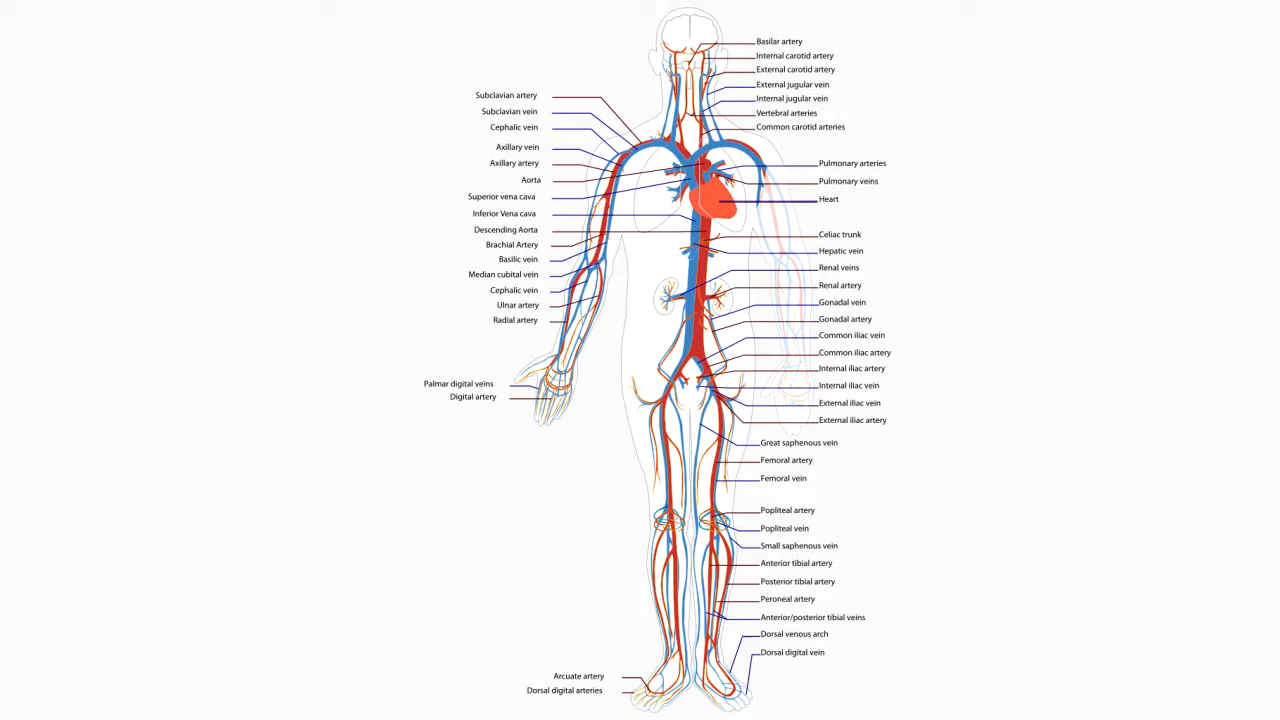 Basilar artery
Internal carotid artery
External carotid artery
External jugular vein
Internal jugular vein
Vertebral arteries
Common carotid arteries
Subclavian artery
Subclavian vein
Cephalic vein
Axillary vein
Axillary artery
Aorta
Superior vena cava
Inferior Vena cava
Descending Aorta
Brachial Artery
Basilic vein
Median cubital vein
Cephalic vein
Ulnar artery
Radial artery
Palmar digital veins
Digital artery
Pulmonary arteries
Pulmonary veins
Heart
Celiac trunk
Hepatic vein
Renal veins
Renal artery
Gonadal vein
Gonadal artery
Common iliac vein
Common iliac artery
Internal iliac artery
Internal iliac vein
External iliac vein
External iliac artery
Great saphenous vein
Femoral artery
Femoral vein
Popliteal artery
Popliteal vein
Small saphenous vein
Anterior tibial artery
Posterior tibial artery
Peroneal artery
Anterior/posterior tibial veins
Dorsal venous arch
Dorsal digital vein
Arcuate artery
Dorsal digital arteries